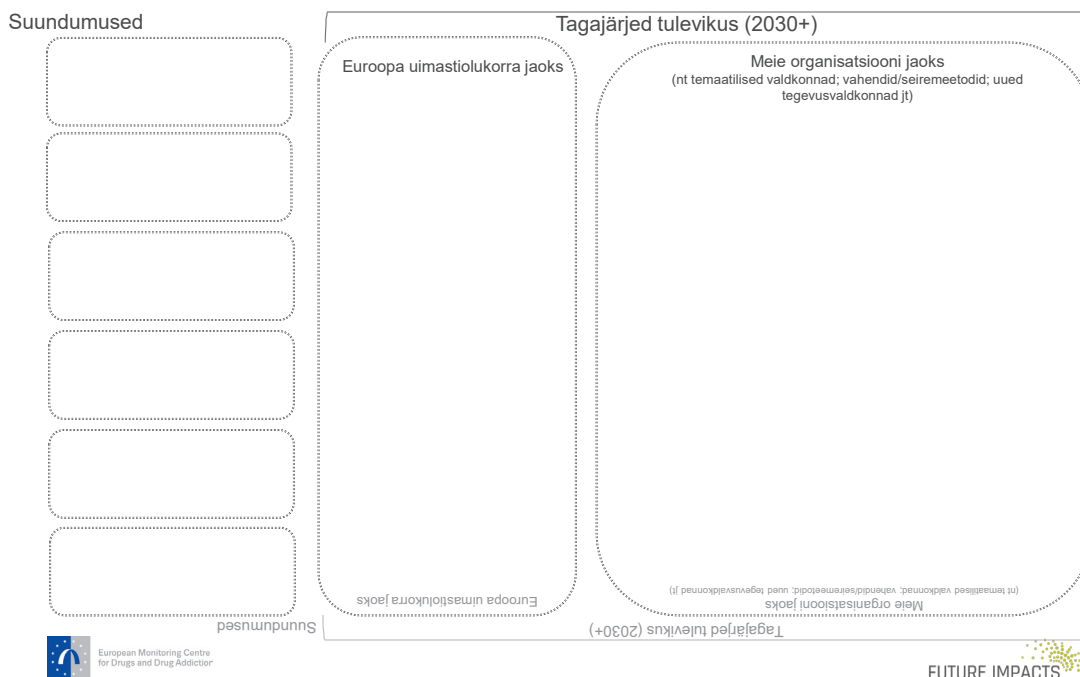 Suundumused
Tagajärjed tulevikus (2030+)
Euroopa uimastiolukorra jaoks
Meie organisatsiooni jaoks
(nt temaatilised valdkonnad; vahendid/seiremeetodid; uued
tegevusvaldkonnad jt)
Euroopa uimastiolukorra jaoks
(nt temaatilised valdkonnad; vahendid/seiremeetodid; uued tegevusvaldkonnad jt)
Meie organisatsiooni jaoks
Suundumused
Tagajärjed tulevikus (2030+)
European Monitoring Centre
for Drugs and Drug Addiction
FUTURE IMPACTS